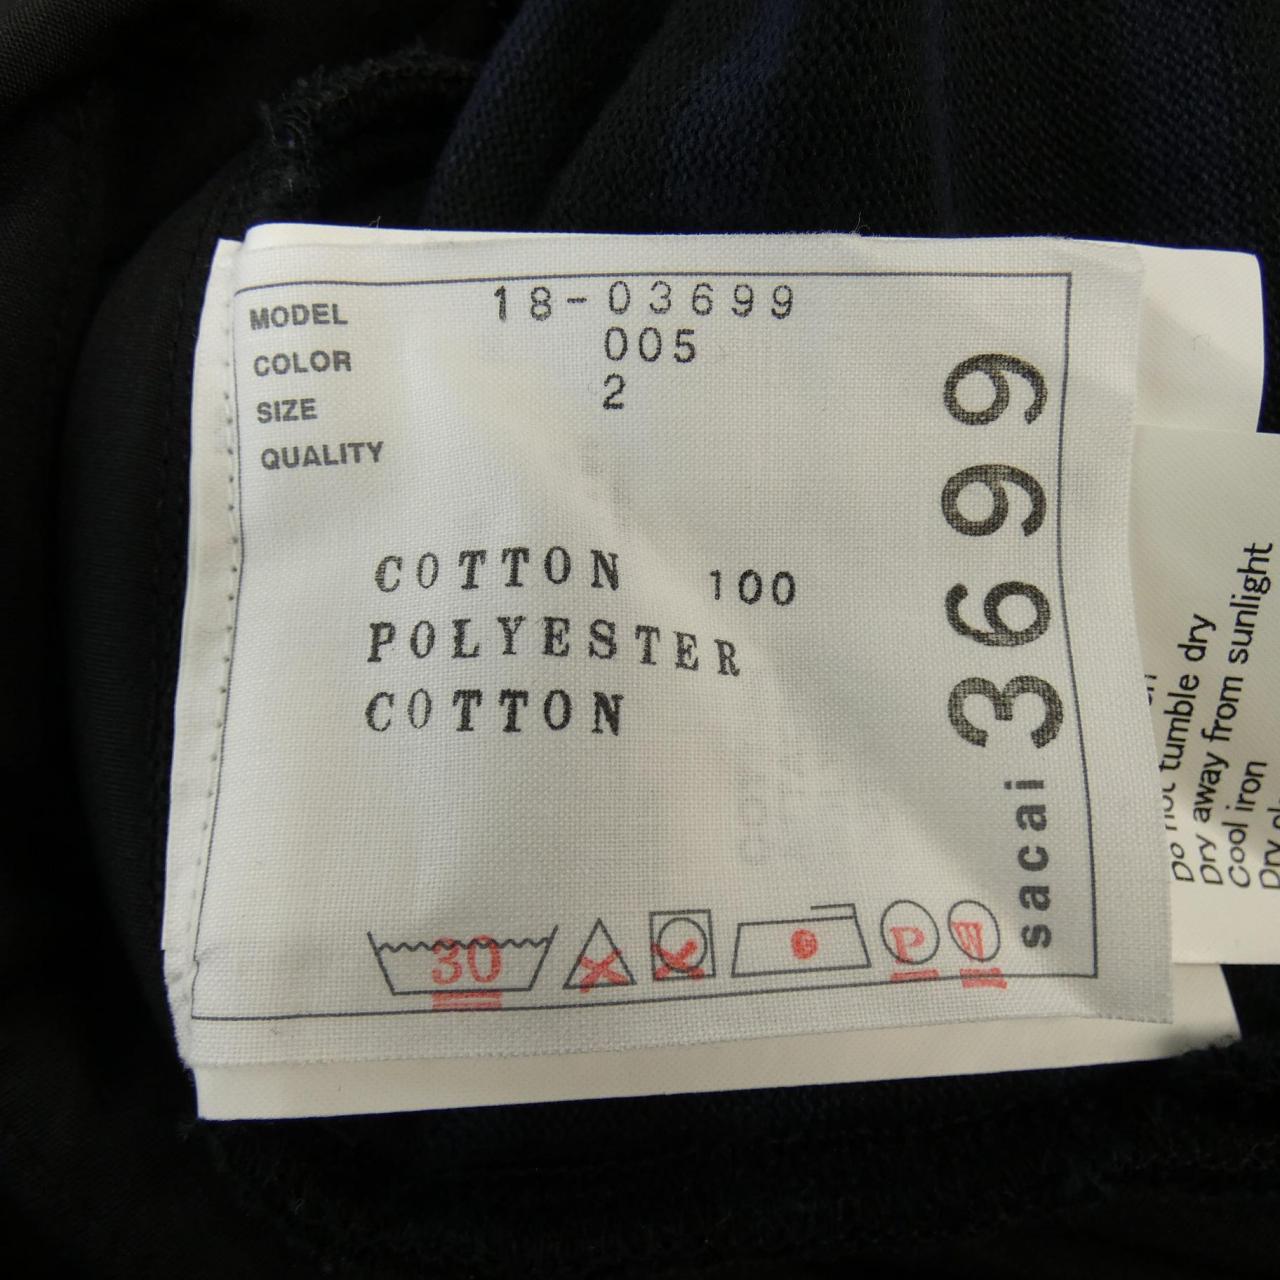 MODEL 18-03699
COLOR 005
SIZE 2
QUALITY
COTTON 100
POLYESTER
COTTON
30 P W
sacai 3699
Do not tumble dry
Dry away from sunlight
Cool iron
Dry